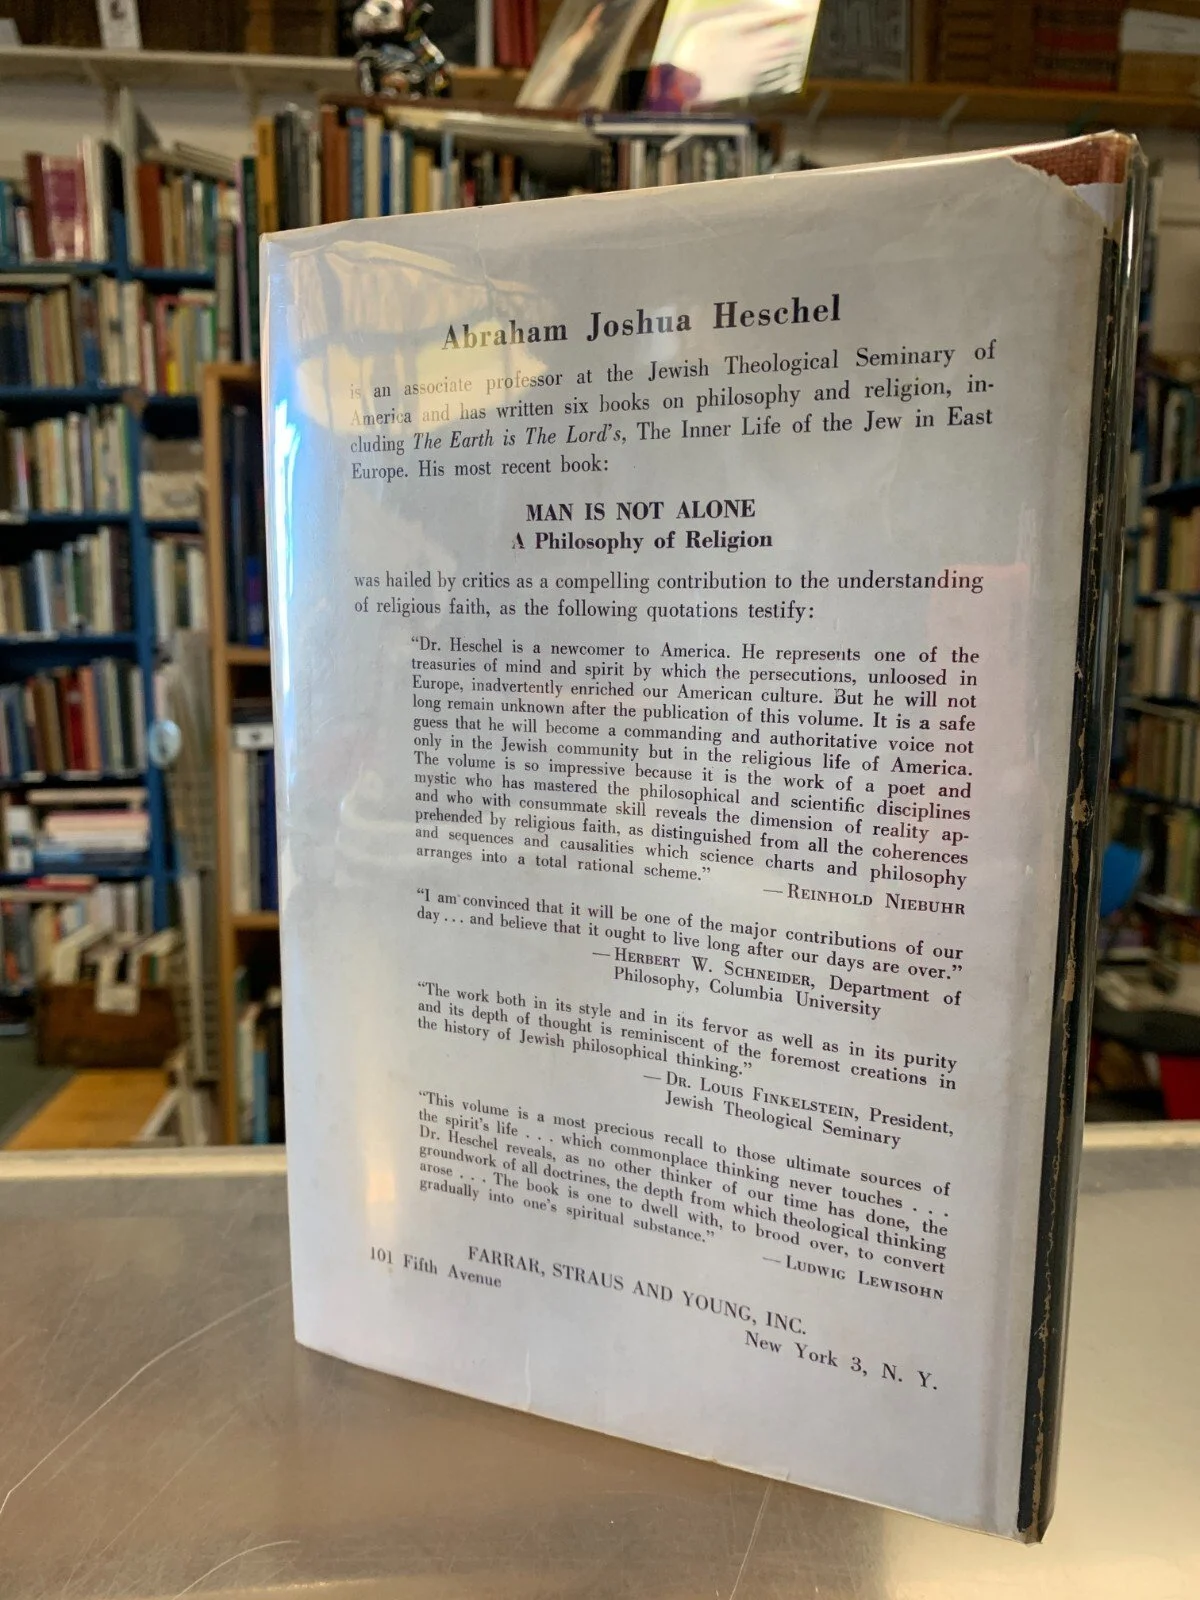 Abraham Joshua Heschel
is an associate professor at the Jewish Theological Seminary of
America and has written six books on philosophy and religion, in-
cluding The Earth is The Lord's, The Inner Life of the Jew in East
Europe. His most recent book:
MAN IS NOT ALONE
A Philosophy of Religion
was hailed by critics as a compelling contribution to the understanding
of religious faith, as the following quotations testify:
“Dr. Heschel is a newcomer to America. He represents one of the
treasuries of mind and spirit by which the persecutions, unloosed in
Europe, inadvertently enriched our American culture. But he will not
long remain unknown after the publication of this volume. It is a safe
guess that he will become a commanding and authoritative voice not
only in the Jewish community but in the religious life of America.
The volume is so impressive because it is the work of a poet and
mystic who has mastered the philosophical and scientific disciplines
and who with consummate skill reveals the dimension of reality ap-
prehended by religious faith, as distinguished from all the coherences
and sequences and causalities which science charts and philosophy
arranges into a total rational scheme.”
—REINHOLD NIEBUHR
“I am convinced that it will be one of the major contributions of our
day . . . and believe that it ought to live long after our days are over.”
—HERBERT W. SCHNEIDER, Department of
Philosophy, Columbia University
“The work both in its style and in its fervor as well as in its purity
and its depth of thought is reminiscent of the foremost creations in
the history of Jewish philosophical thinking.”
—DR. LOUIS FINKELSTEIN, President,
Jewish Theological Seminary
“This volume is a most precious recall to those ultimate sources of
the spirit's life . . . which commonplace thinking never touches . . .
Dr. Heschel reveals, as no other thinker of our time has done, the
groundwork of all doctrines, the depth from which theological thinking
arose . . . The book is one to dwell with, to brood over, to convert
gradually into one's spiritual substance.”
—LUDWIG LEWISOHN
FARRAR, STRAUS AND YOUNG, INC.
101 Fifth Avenue
New York 3, N. Y.